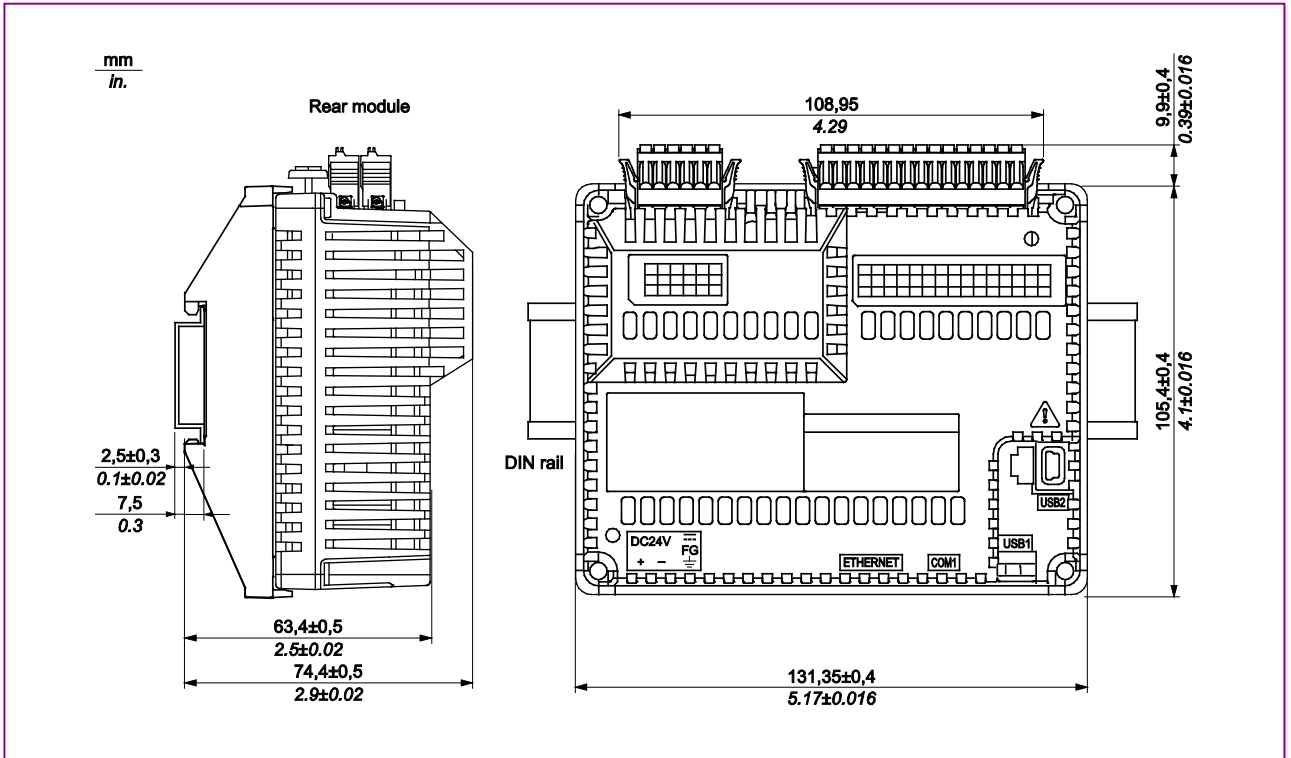 mm
in.
Rear module
108,95
4.29
9,9±0,4
0.39±0.016
105,4±0,4
4.1±0.016
2,5±0,3
0.1±0.02
7,5
0.3
DIN rail
USB2
DC24V
FG
+ −
ETHERNET
COM1
USB1
63,4±0,5
2.5±0.02
74,4±0,5
2.9±0.02
131,35±0,4
5.17±0.016